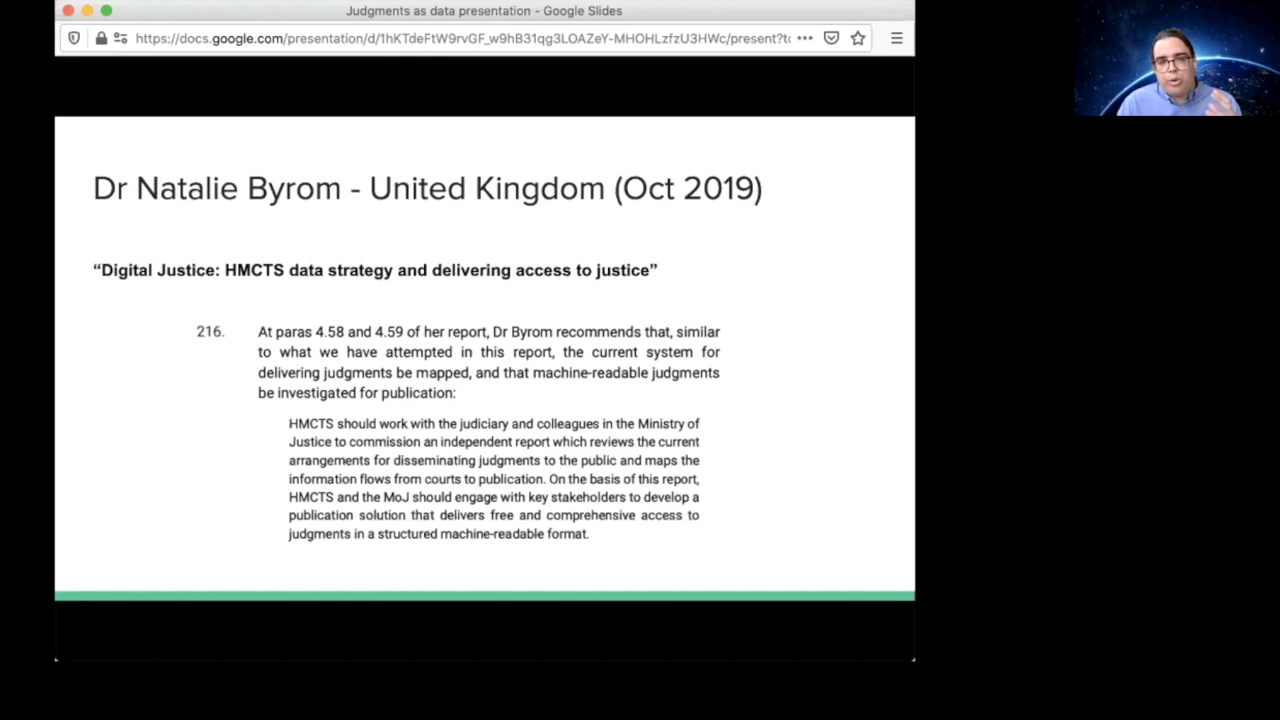 Judgments as data presentation - Google Slides
https://docs.google.com/presentation/d/1hKTdeFtW9rvGF_w9hB31qg3LOAZeY-MHOHLzfzU3HWc/present?to
Dr Natalie Byrom - United Kingdom (Oct 2019)
“Digital Justice: HMCTS data strategy and delivering access to justice”
216. At paras 4.58 and 4.59 of her report, Dr Byrom recommends that, similar
to what we have attempted in this report, the current system for
delivering judgments be mapped, and that machine-readable judgments
be investigated for publication:
HMCTS should work with the judiciary and colleagues in the Ministry of
Justice to commission an independent report which reviews the current
arrangements for disseminating judgments to the public and maps the
information flows from courts to publication. On the basis of this report,
HMCTS and the MoJ should engage with key stakeholders to develop a
publication solution that delivers free and comprehensive access to
judgments in a structured machine-readable format.